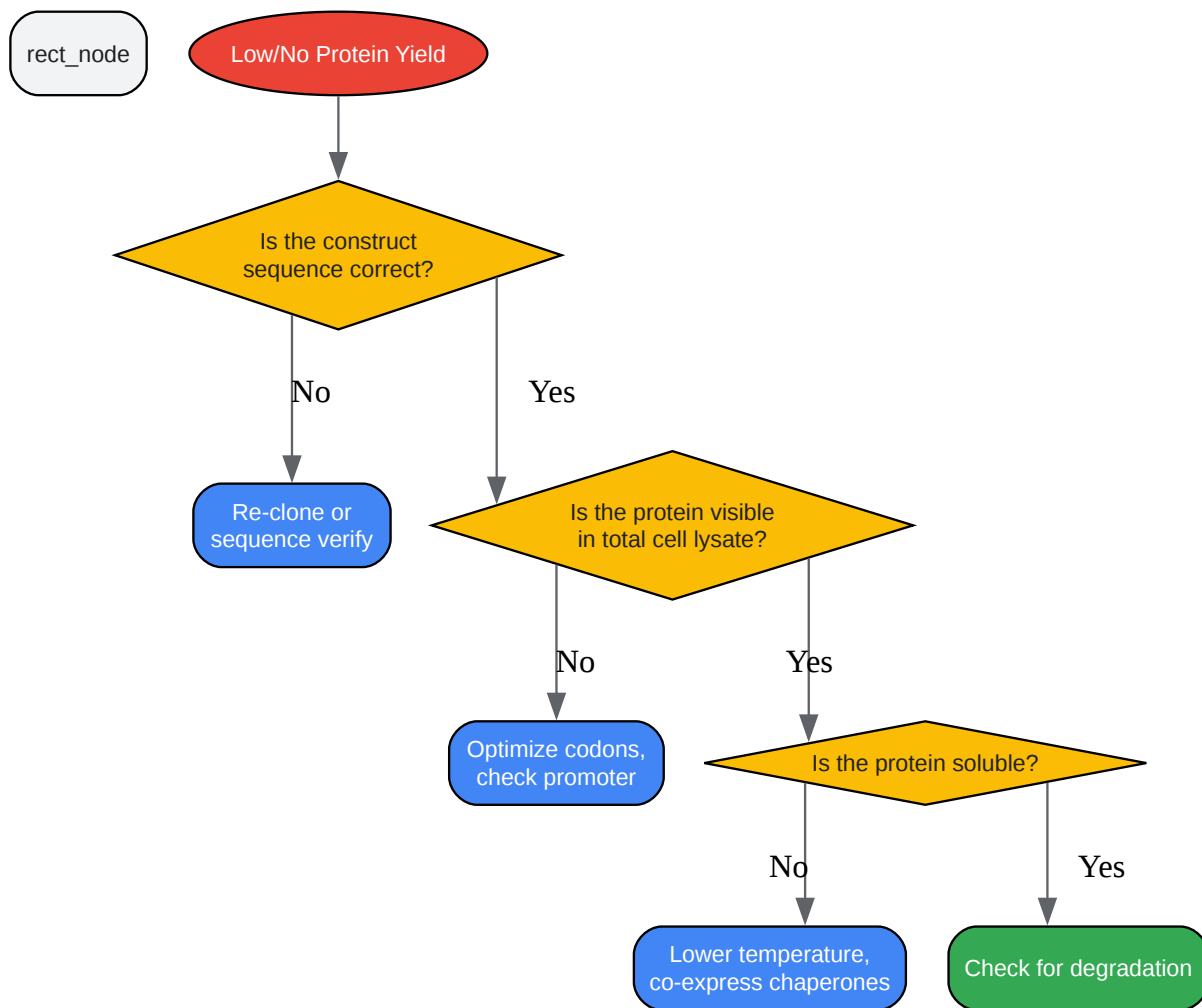 rect_node
Low/No Protein Yield
Is the construct
sequence correct?
No
Yes
Re-clone or
sequence verify
Is the protein visible
in total cell lysate?
No
Yes
Optimize codons,
check promoter
Is the protein soluble?
No
Yes
Lower temperature,
co-express chaperones
Check for degradation